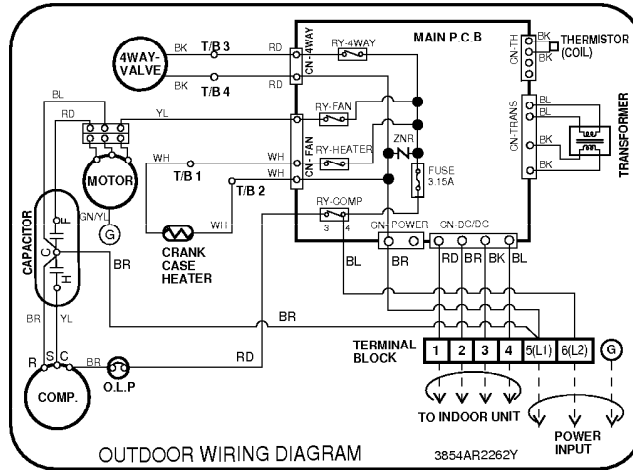 4WAY-
VALVE
BK
T/B 3
RD
BK
T/B 4
RD
CN-4WAY
RY-4WAY
MAIN P.C.B
CN-TH
BK
BK
THERMISTOR
(COIL)
BL
RD
YL
RY-FAN
ZNR
CN-TRANS
BL
BL
BK
BK
TRANSFORMER
MOTOR
GN/YL
G
WH
T/B 1
WH
T/B 2
WH
CN-FAN
RY-HEATER
FUSE
3.15A
WH
CRANK
CASE
HEATER
RY-COMP
3 4
CN-POWER
CN-DC/DC
BL
BR
RD
BR
BK
BL
CAPACITOR
F
C
H
BR
BR
YL
BR
R
S
C
BR
O.L.P
RD
COMP.
TERMINAL
BLOCK
1
2
3
4
5(L1)
6(L2)
G
TO INDOOR UNIT
POWER
INPUT
OUTDOOR WIRING DIAGRAM
3854AR2262Y